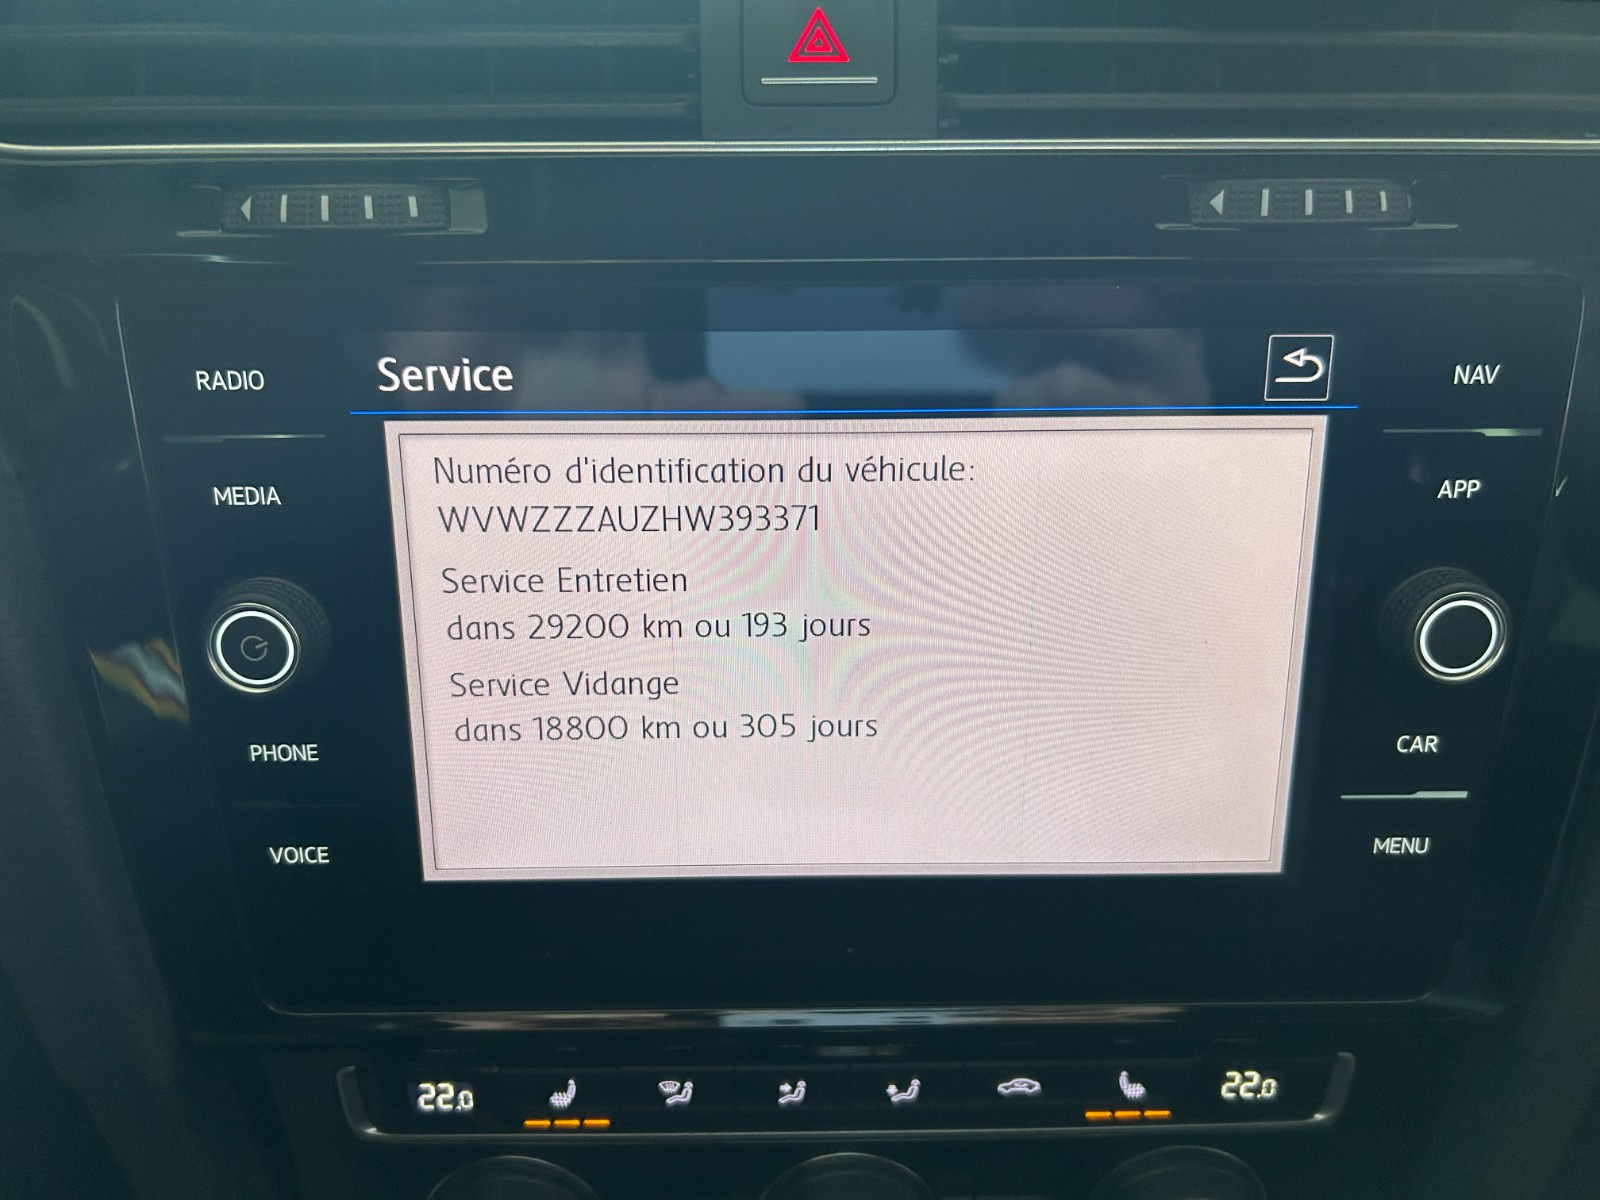 RADIO
MEDIA
PHONE
VOICE
Service
Numéro d'identification du véhicule:
WVWZZZAUZHW393371
Service Entretien
dans 29200 km ou 193 jours
Service Vidange
dans 18800 km ou 305 jours
NAV
APP
CAR
MENU
22.0
22.0